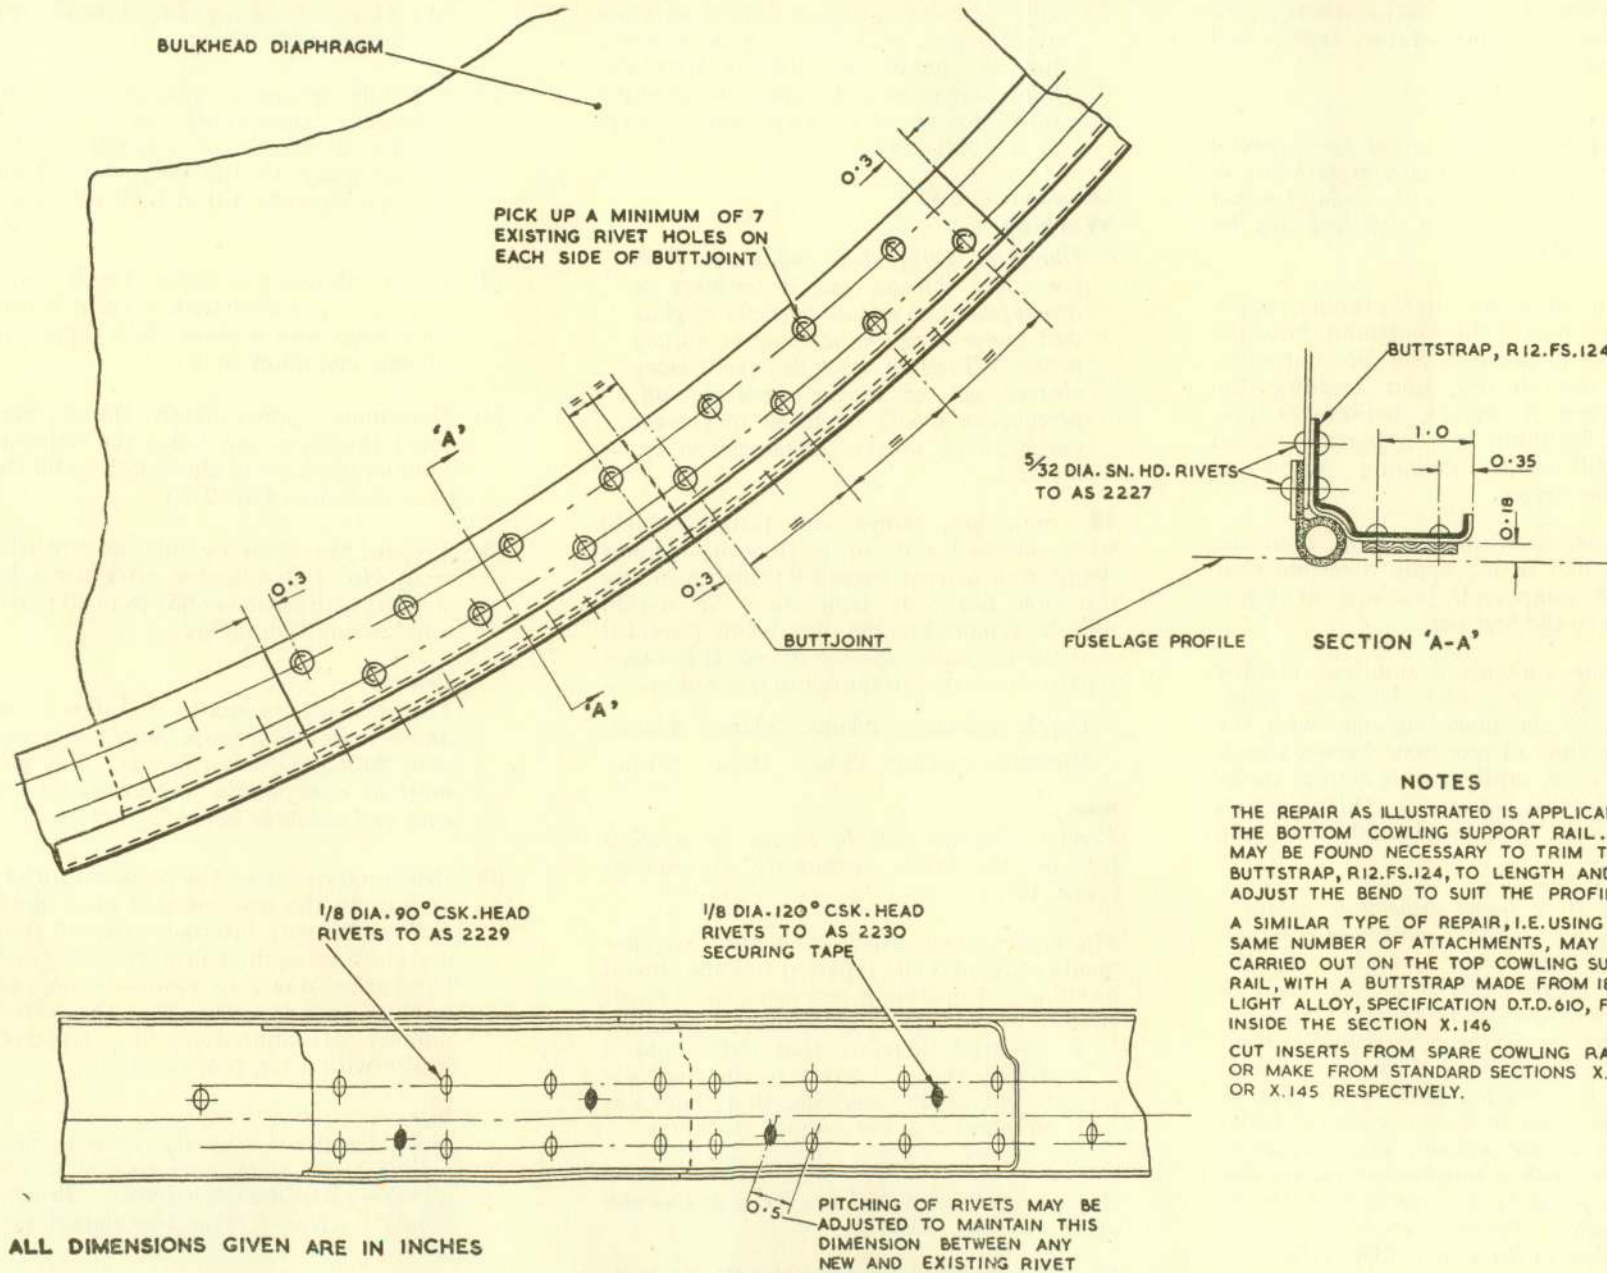 BULKHEAD DIAPHRAGM
PICK UP A MINIMUM OF 7
EXISTING RIVET HOLES ON
EACH SIDE OF BUTTJOINT
0.3
=
=
=
=
'A'
'A'
0.3
0.3
BUTTJOINT
BUTTSTRAP, R12.FS.124
5/32 DIA. SN. HD. RIVETS
TO AS 2227
1.0
0.35
0.18
FUSELAGE PROFILE
SECTION 'A-A'
NOTES
THE REPAIR AS ILLUSTRATED IS
THE BOTTOM COWLING SUPPORT RAIL.
MAY BE FOUND NECESSARY TO TRIM
BUTTSTRAP, R12.FS.124, TO LENGTH AND
ADJUST THE BEND TO SUIT THE
A SIMILAR TYPE OF REPAIR, I.E. USING
SAME NUMBER OF ATTACHMENTS, MAY
CARRIED OUT ON THE TOP COWLING
RAIL, WITH A BUTTSTRAP MADE FROM
LIGHT ALLOY, SPECIFICATION D.T.D. 610,
INSIDE THE SECTION X.146
CUT INSERTS FROM SPARE COWLING
OR MAKE FROM STANDARD SECTIONS
OR X.145 RESPECTIVELY.
1/8 DIA. 90° CSK. HEAD
RIVETS TO AS 2229
1/8 DIA. 120° CSK. HEAD
RIVETS TO AS 2230
SECURING TAPE
0.5
PITCHING OF RIVETS MAY BE
ADJUSTED TO MAINTAIN THIS
DIMENSION BETWEEN ANY
NEW AND EXISTING RIVET
ALL DIMENSIONS GIVEN ARE IN INCHES